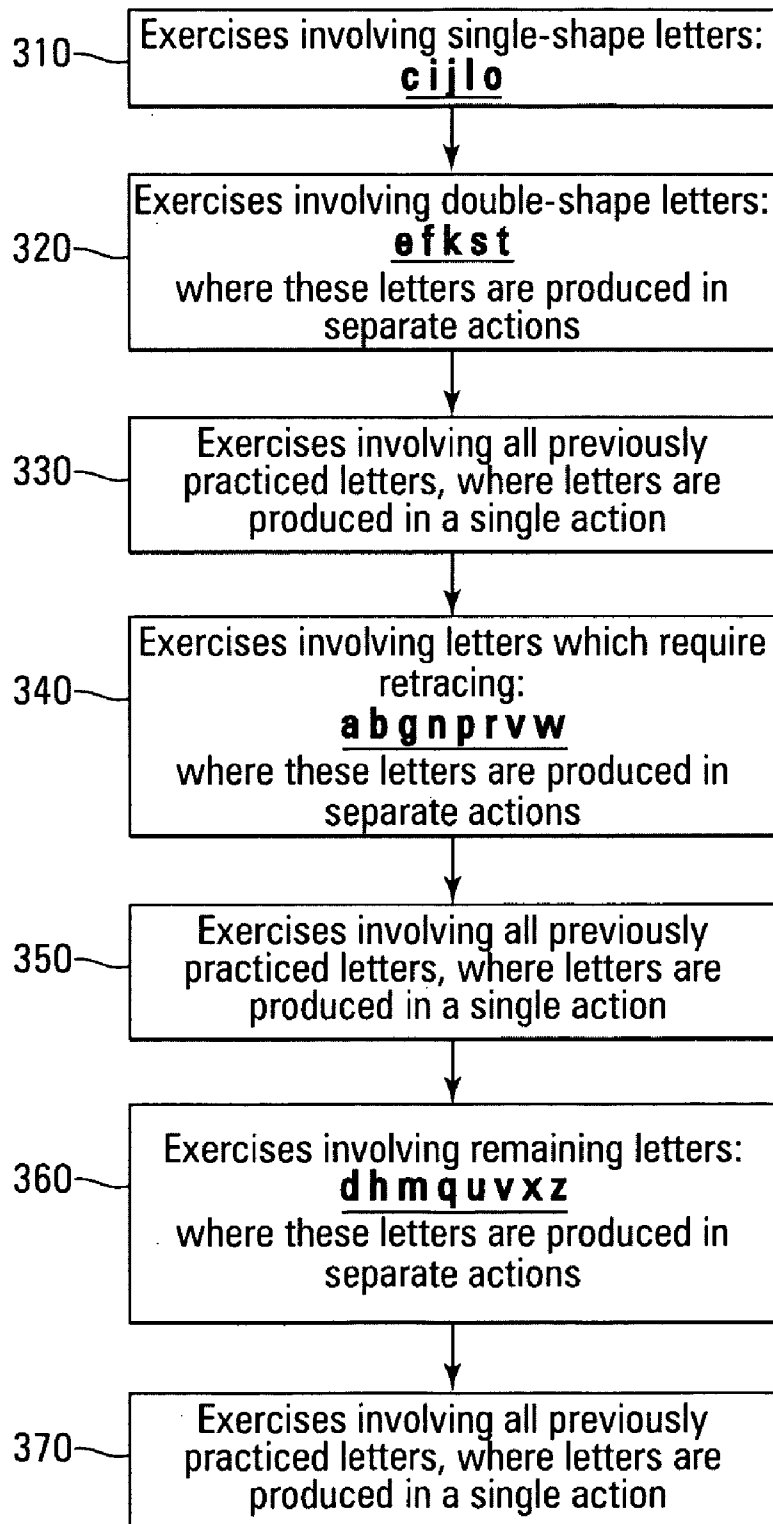 310
Exercises involving single-shape letters:
c i j l o
320
Exercises involving double-shape letters:
e f k s t
where these letters are produced in
separate actions
330
Exercises involving all previously
practiced letters, where letters are
produced in a single action
340
Exercises involving letters which require
retracing:
a b g n p r v w
where these letters are produced in
separate actions
350
Exercises involving all previously
practiced letters, where letters are
produced in a single action
360
Exercises involving remaining letters:
d h m q u v x z
where these letters are produced in
separate actions
370
Exercises involving all previously
practiced letters, where letters are
produced in a single action